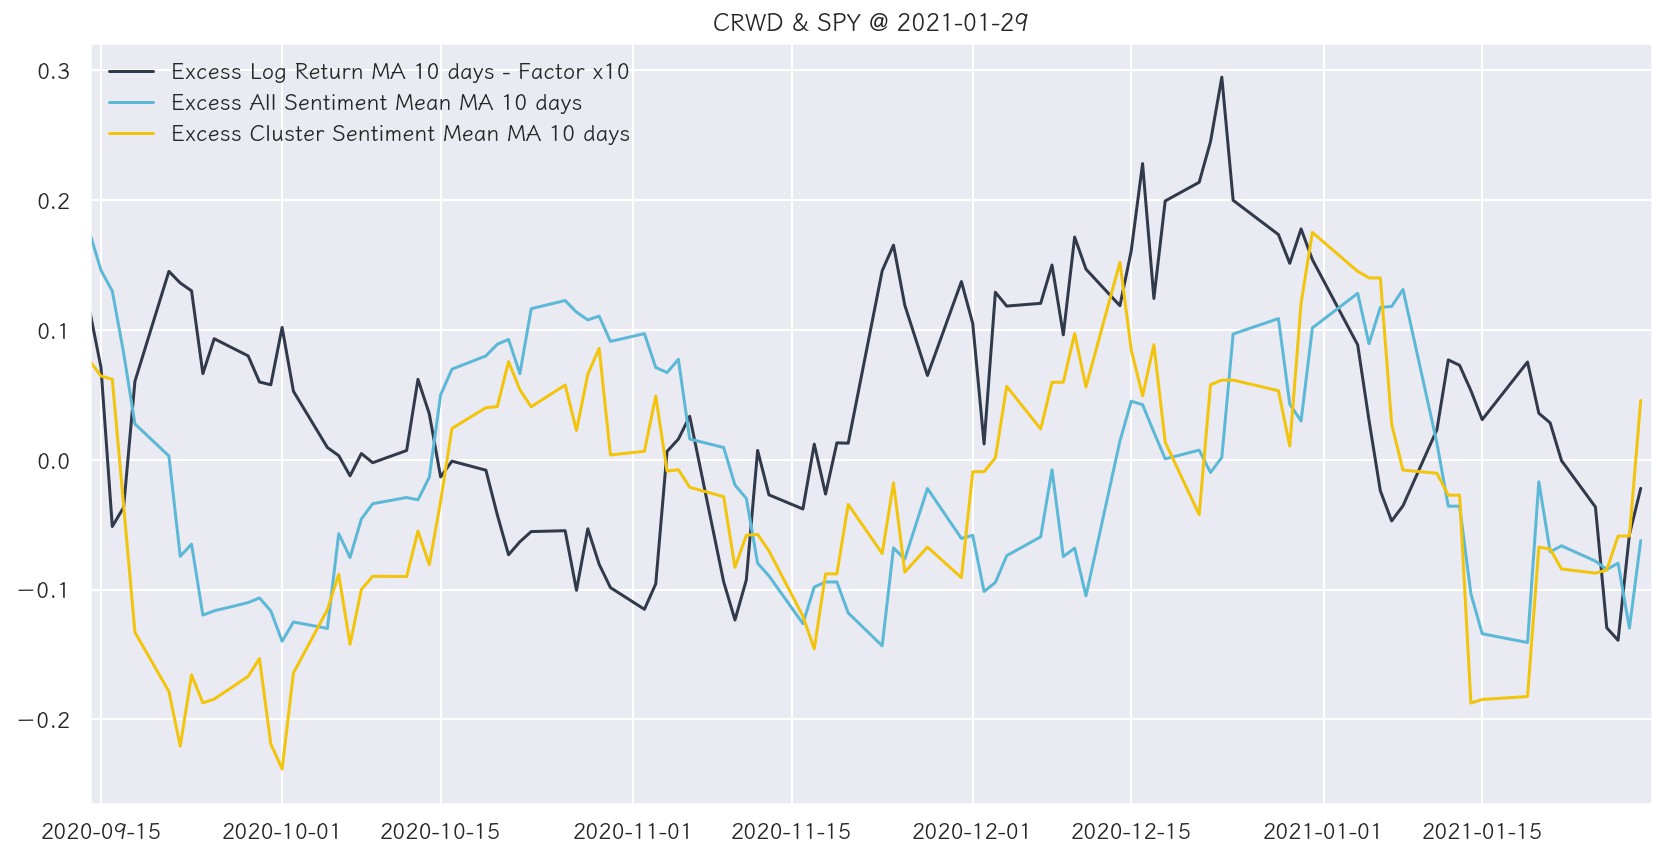 CRWD & SPY @ 2021-01-29
Excess Log Return MA 10 days - Factor x10
Excess All Sentiment Mean MA 10 days
Excess Cluster Sentiment Mean MA 10 days
0.3
0.2
0.1
0.0
−0.1
−0.2
2020-09-15 2020-10-01 2020-10-15 2020-11-01 2020-11-15 2020-12-01 2020-12-15 2021-01-01 2021-01-15